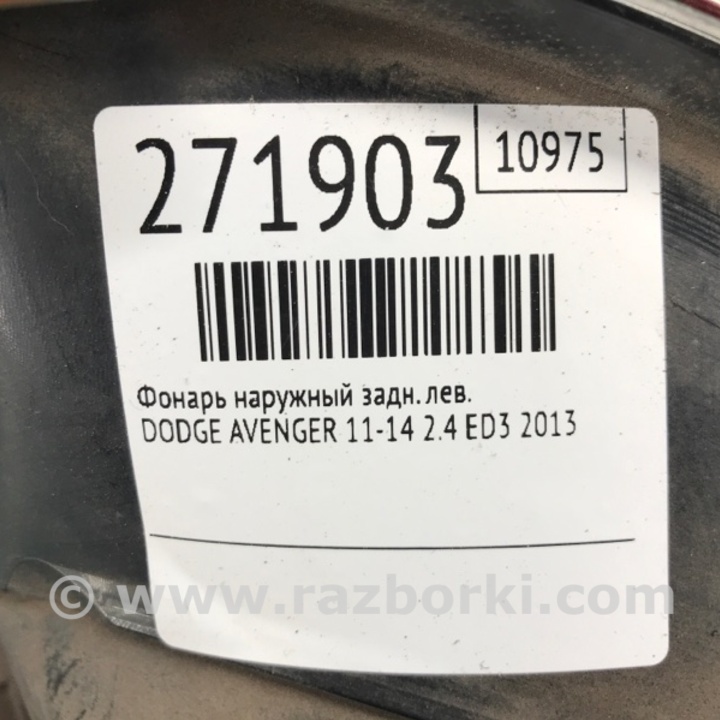 271903
10975
Фонарь наружный задн.лев.
DODGE AVENGER 11-14 2.4 ED3 2013
© www.razborki.com